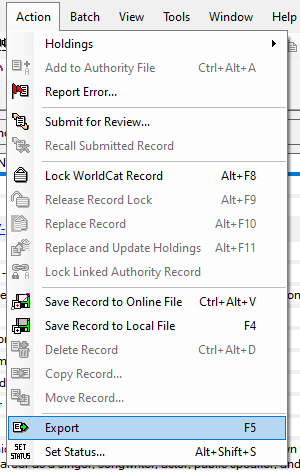 Action Batch View Tools Window Help
Holdings
Add to Authority File Ctrl+Alt+A
Report Error...
Submit for Review...
Recall Submitted Record
Lock WorldCat Record Alt+F8
Release Record Lock Alt+F9
Replace Record Alt+F10
Replace and Update Holdings Alt+F11
Lock Linked Authority Record
Save Record to Online File Ctrl+Alt+V
Save Record to Local File F4
Delete Record Ctrl+Alt+D
Copy Record...
Move Record...
Export F5
SET
STATUS Set Status... Alt+Shift+S